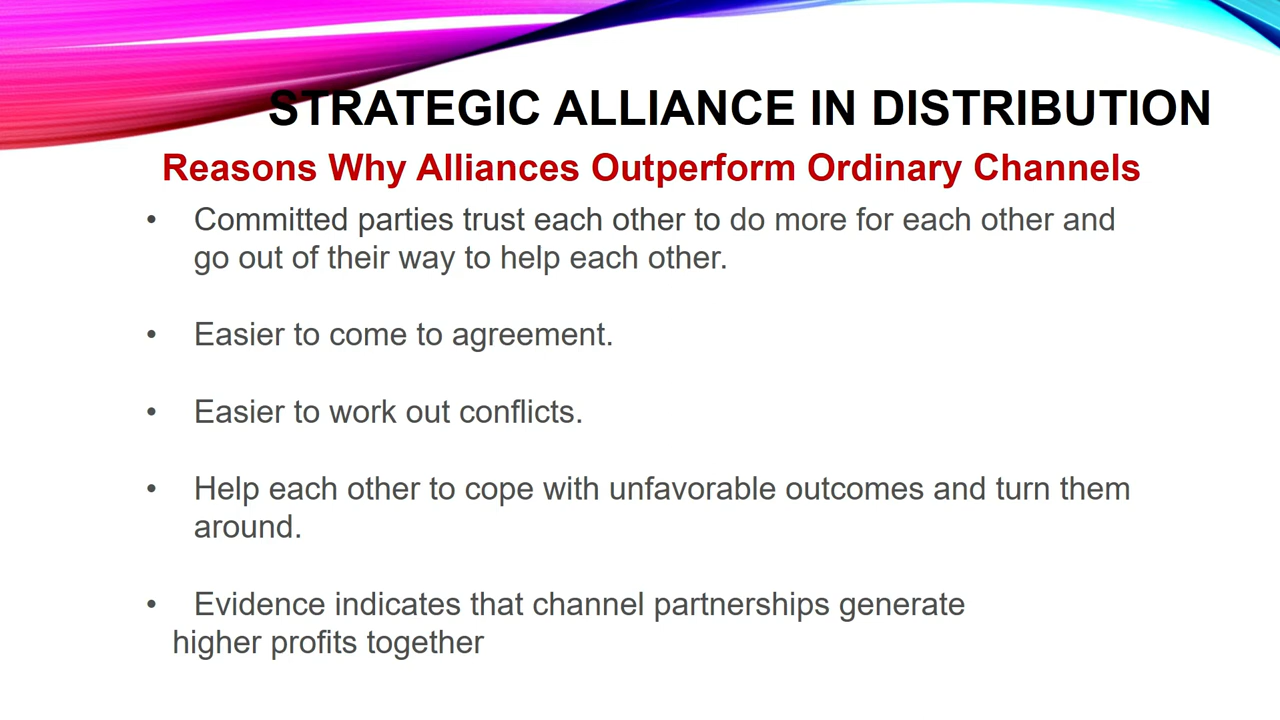 STRATEGIC ALLIANCE IN DISTRIBUTION
Reasons Why Alliances Outperform Ordinary Channels
• Committed parties trust each other to do more for each other and
go out of their way to help each other.
• Easier to come to agreement.
• Easier to work out conflicts.
• Help each other to cope with unfavorable outcomes and turn them
around.
• Evidence indicates that channel partnerships generate
higher profits together